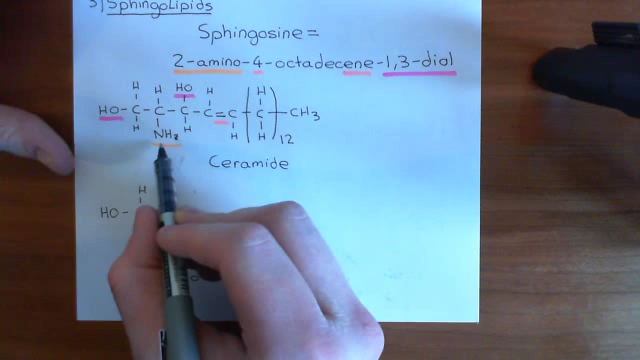 3) SphingoLipids
Sphingosine =
2-amino-4-octadecene-1,3-diol
H H HO H H
HO-C-C-C-C=C-(C)-CH3
H NH2 H H H 12
Ceramide
H
HO-